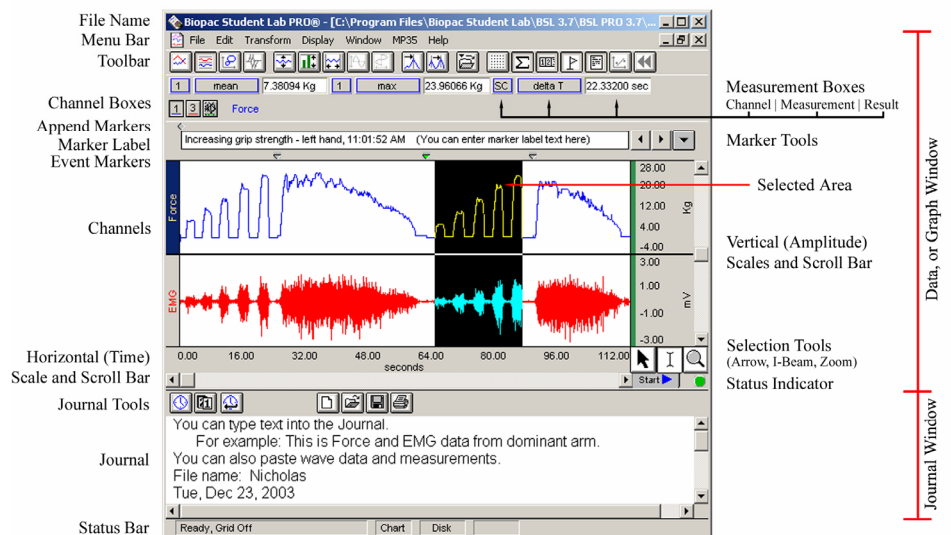 File Name
Menu Bar
Toolbar
Channel Boxes
Append Markers
Marker Label
Event Markers
Channels
Horizontal (Time)
Scale and Scroll Bar
Journal Tools
Journal
Status Bar
Biopac Student Lab PRO® - [C:\Program Files\Biopac Student Lab\BSL 3.7\BSL PRO 3.7\...
File Edit Transform Display Window MP35 Help
1 mean 7.38094 Kg 1 max 23.96066 Kg SC delta T 22.33200 sec
1 3 Force
Increasing grip strength - left hand, 11:01:52 AM (You can enter marker label text here)
Force
28.00
20.00
12.00
4.00
-4.00
Kg
EMG
3.00
1.00
-1.00
-3.00
mV
0.00 16.00 32.00 48.00 64.00 80.00 96.00 112.00
seconds
Start
You can type text into the Journal.
For example: This is Force and EMG data from dominant arm.
You can also paste wave data and measurements.
File name: Nicholas
Tue, Dec 23, 2003
Ready, Grid Off Chart Disk
Measurement Boxes
Channel | Measurement | Result
Marker Tools
Selected Area
Vertical (Amplitude)
Scales and Scroll Bar
Selection Tools
(Arrow, I-Beam, Zoom)
Status Indicator
Data, or Graph Window
Journal Window